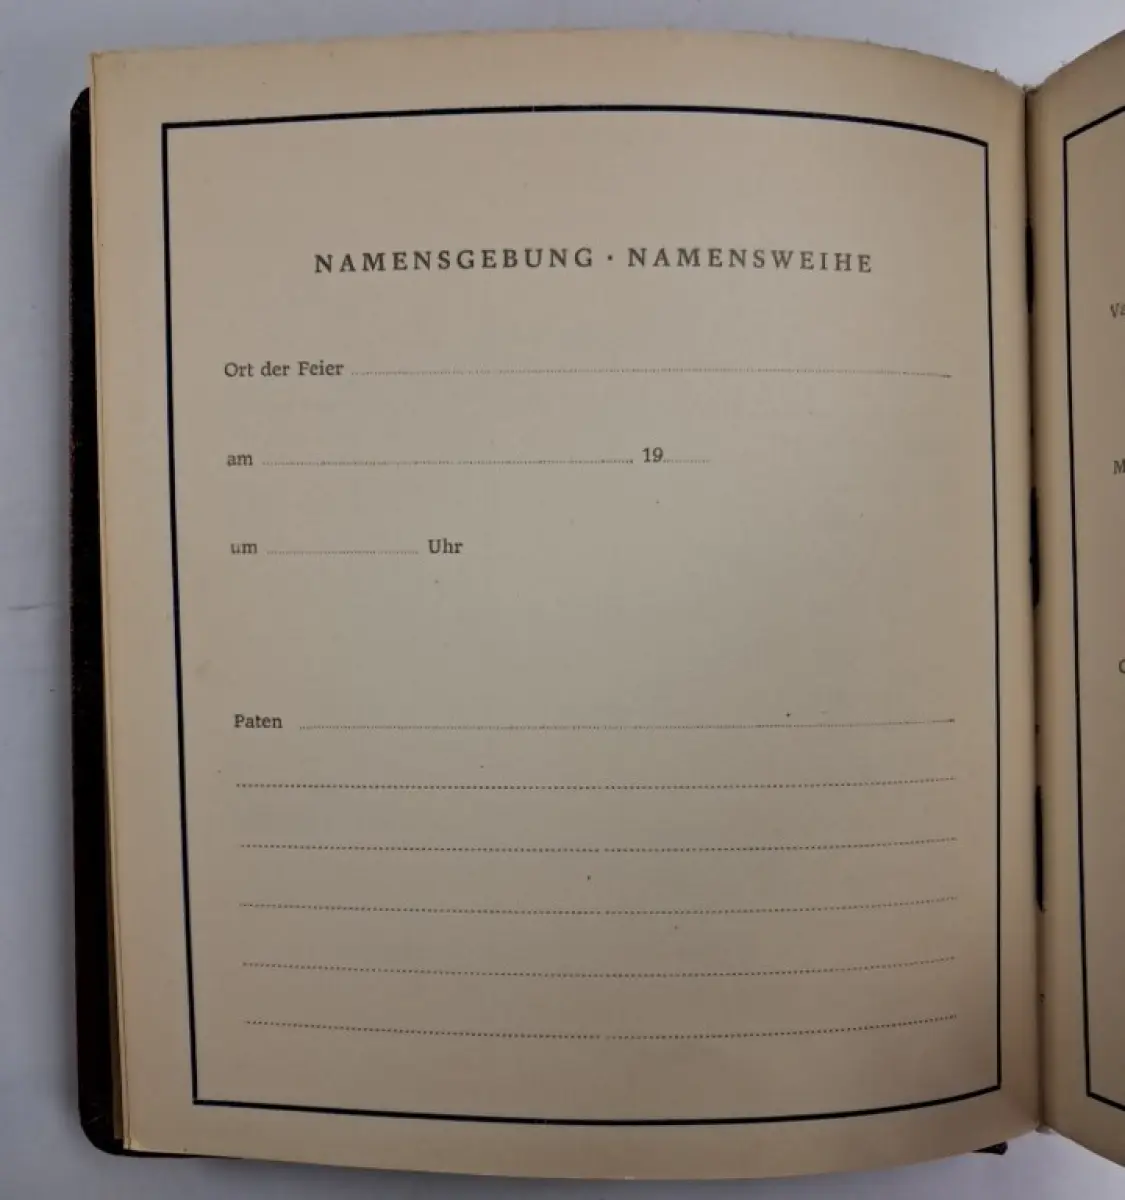 NAMENSGEBUNG · NAMENSWEIHE
Ort der Feier
am 19
um Uhr
Paten